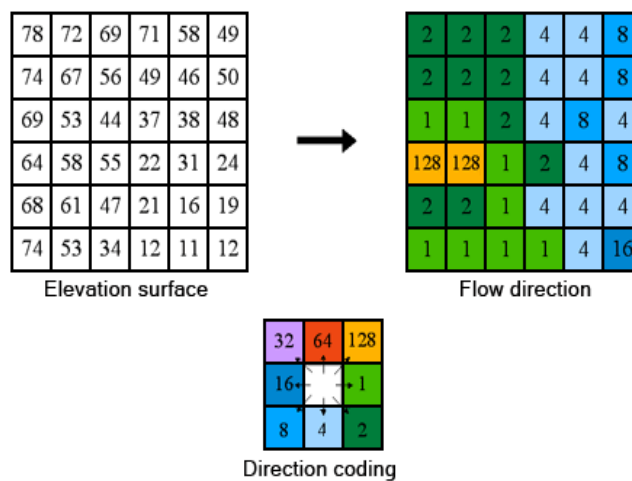 78 72 69 71 58 49 2 2 2 4 4 8
74 67 56 49 46 50 2 2 2 4 4 8
69 53 44 37 38 48 1 1 2 4 8 4
64 58 55 22 31 24 128 128 1 2 4 8
68 61 47 21 16 19 2 2 1 4 4 4
74 53 34 12 11 12 1 1 1 1 4 16
Elevation surface Flow direction
32 64 128
16 1
8 4 2
Direction coding